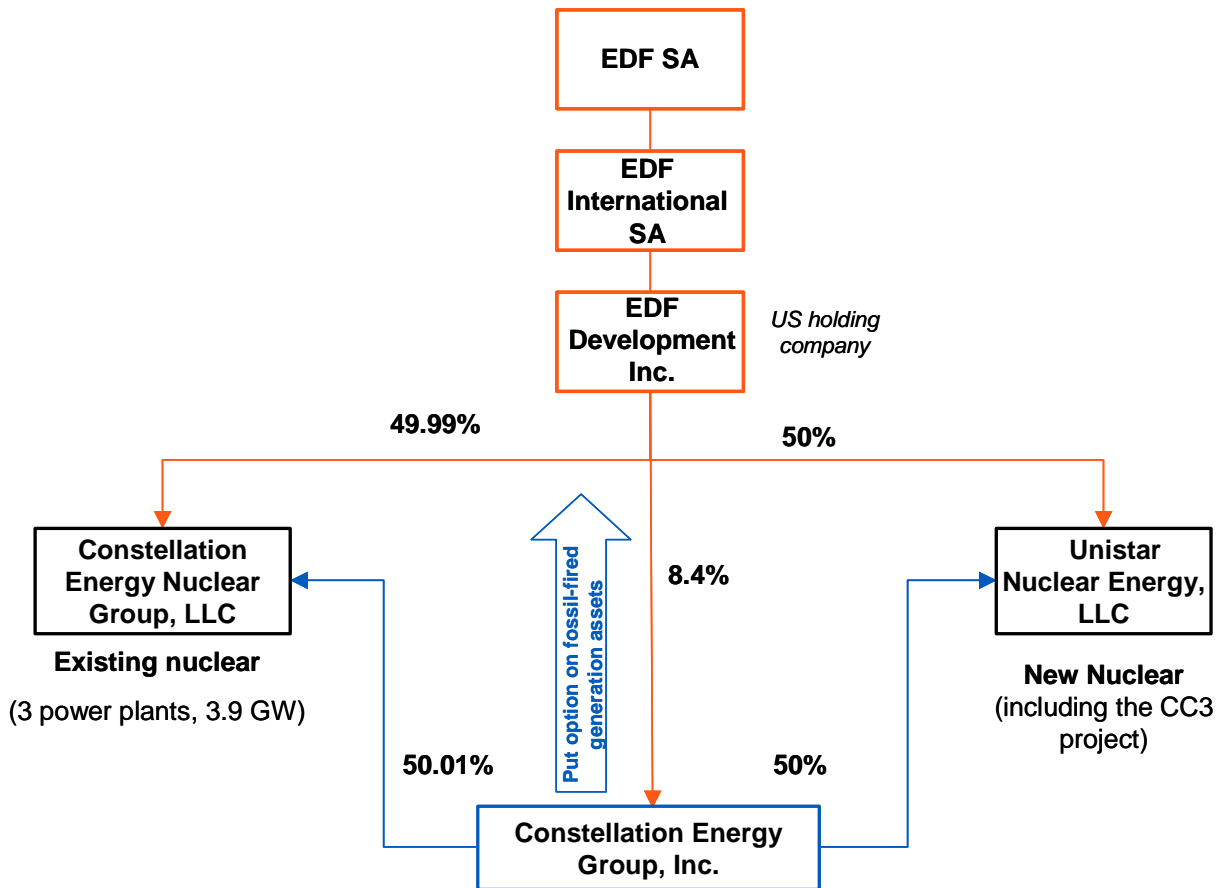 EDF SA
EDF
International
SA
EDF
Development
Inc.
US holding
company
49.99%
50%
Constellation
Energy Nuclear
Group, LLC
Put option on fossil-fired
generation assets
8.4%
Unistar
Nuclear Energy,
LLC
Existing nuclear
(3 power plants, 3.9 GW)
New Nuclear
(including the CC3
project)
50.01%
50%
Constellation Energy
Group, Inc.